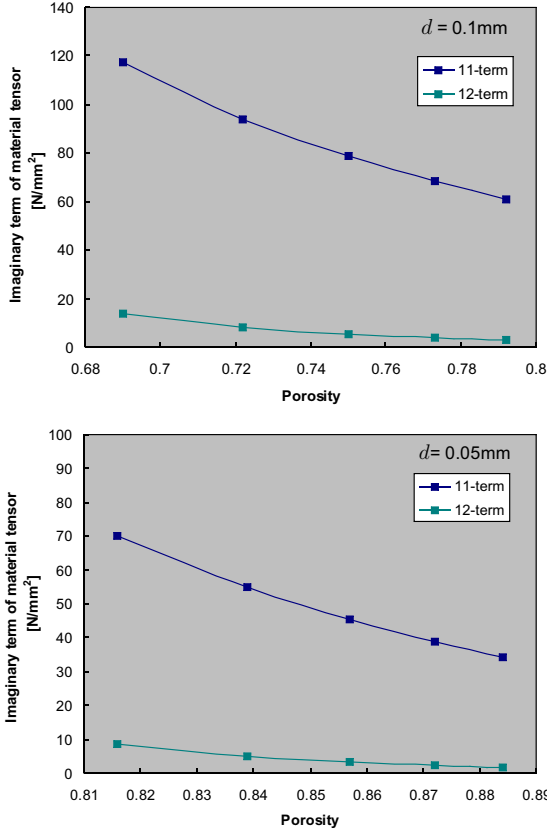 140
120
100
80
60
40
20
0
Imaginary term of material tensor
[N/mm²]
d = 0.1mm
11-term
12-term
0.68 0.7 0.72 0.74 0.76 0.78 0.8
Porosity
100
90
80
70
60
50
40
30
20
10
0
Imaginary term of material tensor
[N/mm²]
d= 0.05mm
11-term
12-term
0.81 0.82 0.83 0.84 0.85 0.86 0.87 0.88 0.89
Porosity